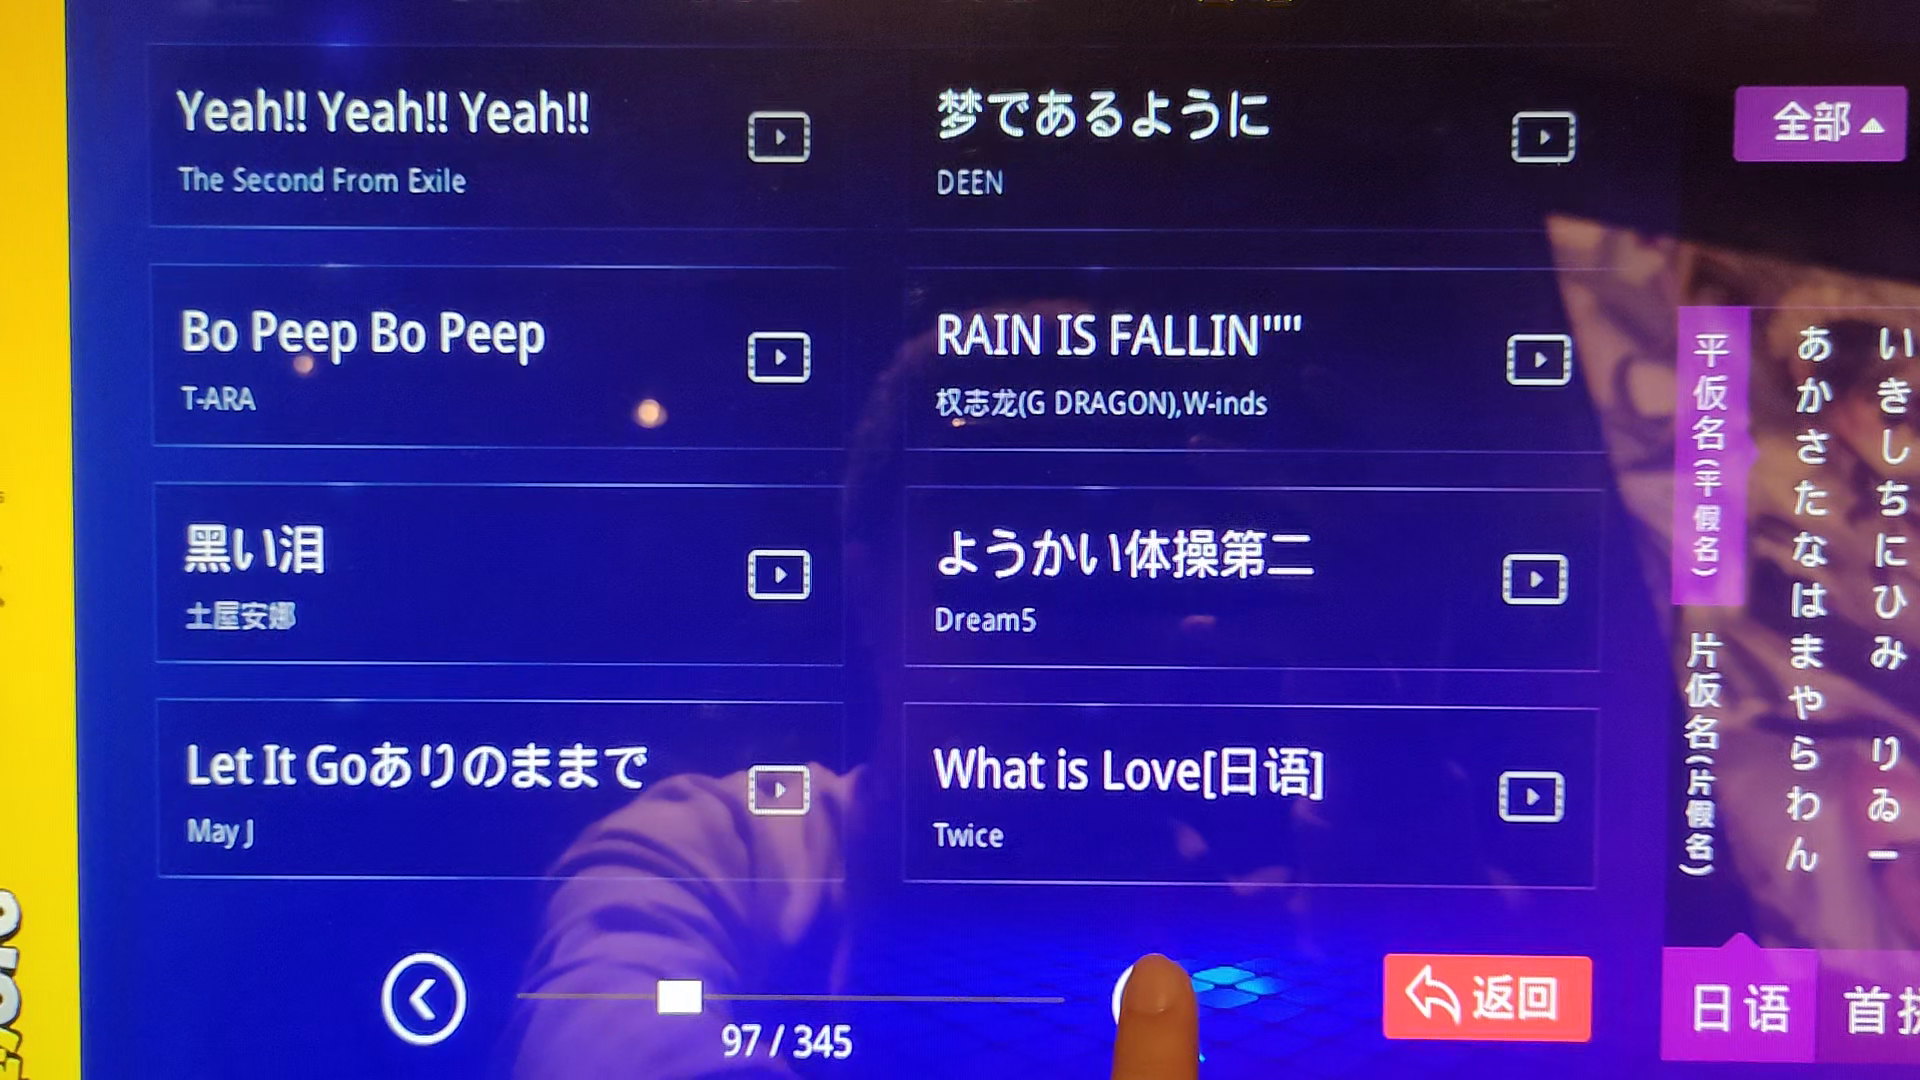 Yeah!! Yeah!! Yeah!!
The Second From Exile
梦であるように
DEEN
全部
Bo Peep Bo Peep
T-ARA
RAIN IS FALLIN""
权志龙(G DRAGON),W-inds
黑い泪
土屋安娜
ようかい体操第二
Dream5
Let It Goありのままで
May J
What is Love[日语]
Twice
平仮名(平假名)
片仮名(片假名)
あかさたなはまやらわん
いきしちにひみ りゐー
97 / 345
返回
日语
首